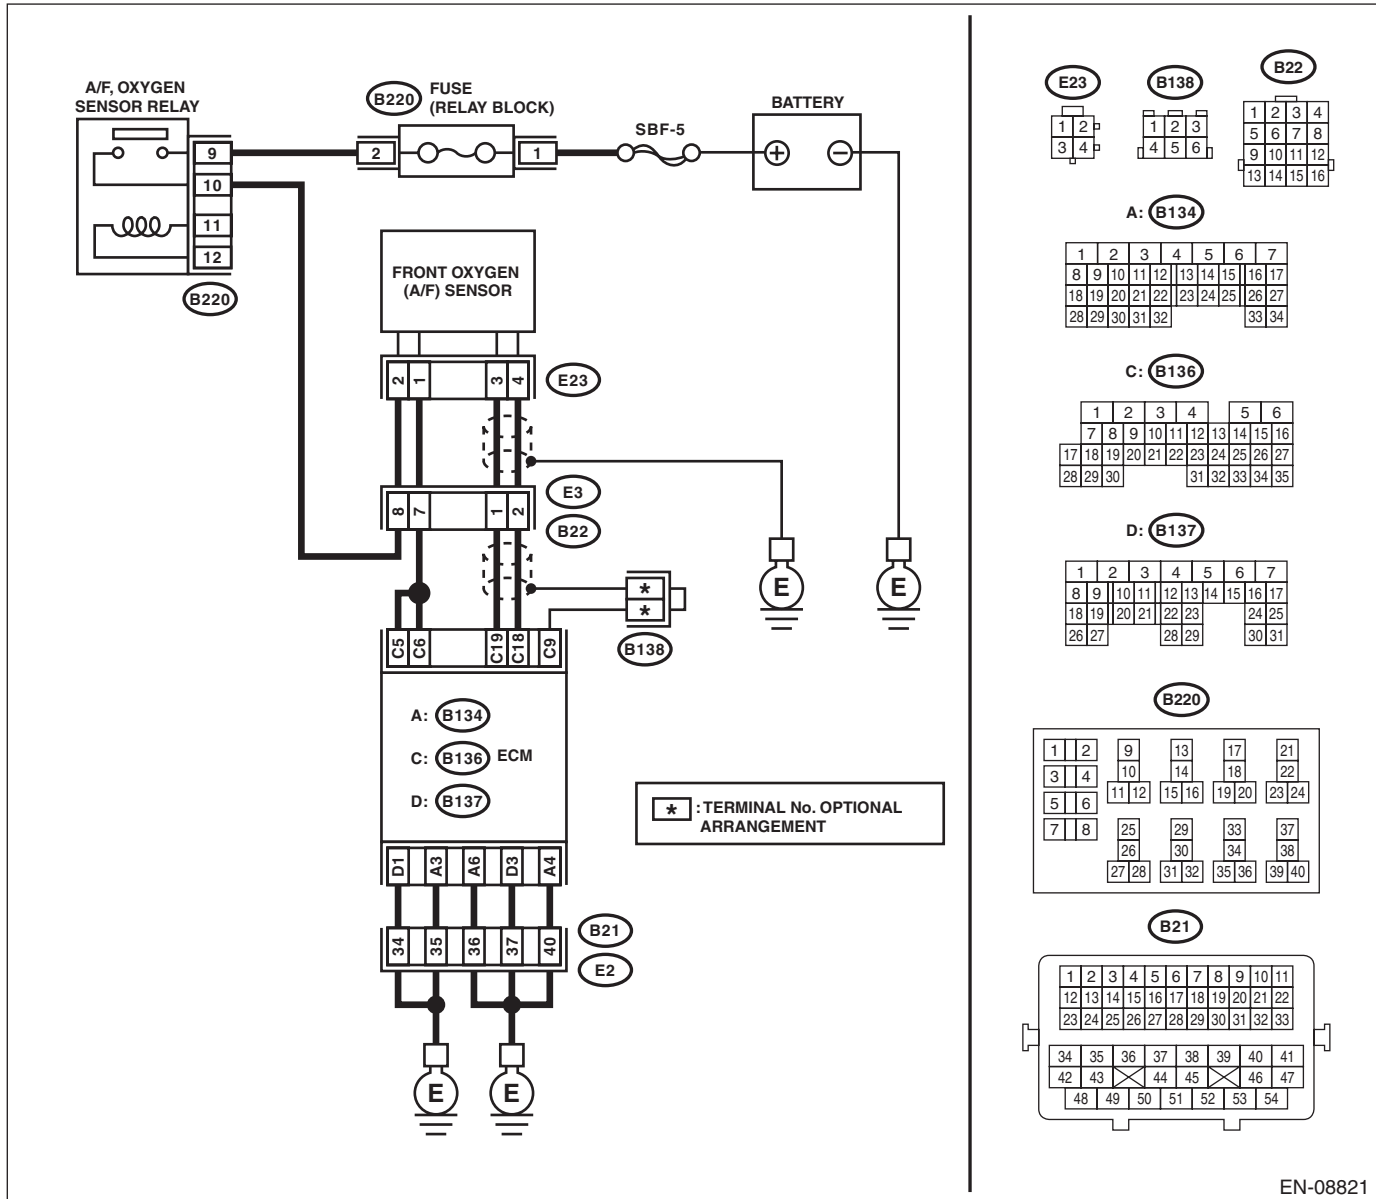 A/F, OXYGEN
SENSOR RELAY
9
10
11
12
B220
B220
FUSE
(RELAY BLOCK)
2
1
SBF-5
BATTERY
+
−
FRONT OXYGEN
(A/F) SENSOR
2 1 3 4
E23
E3
8 7 1 2
B22
*
*
B138
C5 C6 C19 C18 C9
A: B134
C: B136 ECM
D: B137
D1 A3 A6 D3 A4
B21
34 35 36 37 40
E2
E E
E E
* : TERMINAL No. OPTIONAL
ARRANGEMENT
E23
1 2
3 4
B138
1 2 3
4 5 6
B22
1 2 3 4
5 6 7 8
9 10 11 12
13 14 15 16
A: B134
1 2 3 4 5 6 7
8 9 10 11 12 13 14 15 16 17
18 19 20 21 22 23 24 25 26 27
28 29 30 31 32 33 34
C: B136
1 2 3 4 5 6
7 8 9 10 11 12 13 14 15 16
17 18 19 20 21 22 23 24 25 26 27
28 29 30 31 32 33 34 35
D: B137
1 2 3 4 5 6 7
8 9 10 11 12 13 14 15 16 17
18 19 20 21 22 23 24 25
26 27 28 29 30 31
B220
1 2 9 13 17 21
3 4 10 14 18 22
5 6 11 12 15 16 19 20 23 24
7 8 25 29 33 37
26 30 34 38
27 28 31 32 35 36 39 40
B21
1 2 3 4 5 6 7 8 9 10 11
12 13 14 15 16 17 18 19 20 21 22
23 24 25 26 27 28 29 30 31 32 33
34 35 36 37 38 39 40 41
42 43 44 45 46 47
48 49 50 51 52 53 54
EN-08821